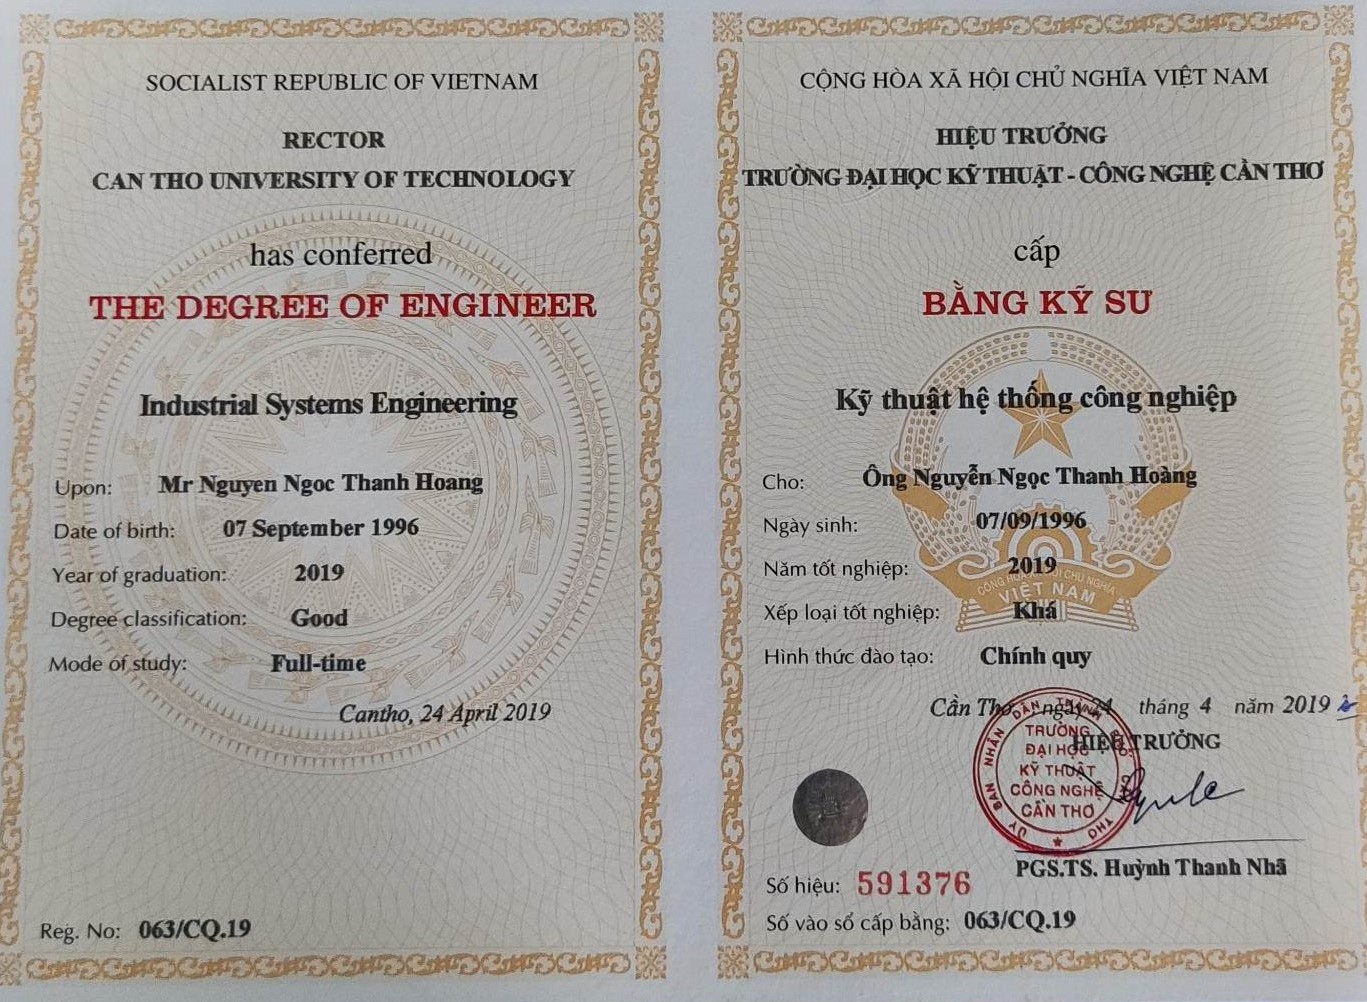 SOCIALIST REPUBLIC OF VIETNAM
RECTOR
CAN THO UNIVERSITY OF TECHNOLOGY
has conferred
THE DEGREE OF ENGINEER
Industrial Systems Engineering
Upon: Mr Nguyen Ngoc Thanh Hoang
Date of birth: 07 September 1996
Year of graduation: 2019
Degree classification: Good
Mode of study: Full-time
Cantho, 24 April 2019
Reg. No: 063/CQ.19
CỘNG HÒA XÃ HỘI CHỦ NGHĨA VIỆT NAM
HIỆU TRƯỞNG
TRƯỜNG ĐẠI HỌC KỸ THUẬT - CÔNG NGHỆ CẦN THƠ
cấp
BẰNG KỸ SƯ
Kỹ thuật hệ thống công nghiệp
Cho: Ông Nguyễn Ngọc Thanh Hoàng
Ngày sinh: 07/09/1996
Năm tốt nghiệp: 2019
CỘNG HÒA XÃ HỘI CHỦ NGHĨA
VIỆT NAM
Xếp loại tốt nghiệp: Khá
Hình thức đào tạo: Chính quy
Cần Thơ, ngày 24 tháng 4 năm 2019
HIỆU TRƯỞNG
ỦY BAN NHÂN DÂN THÀNH PHỐ CẦN THƠ
TRƯỜNG
ĐẠI HỌC
KỸ THUẬT
CÔNG NGHỆ
CẦN THƠ
PGS.TS. Huỳnh Thanh Nhã
Số hiệu: 591376
Số vào sổ cấp bằng: 063/CQ.19